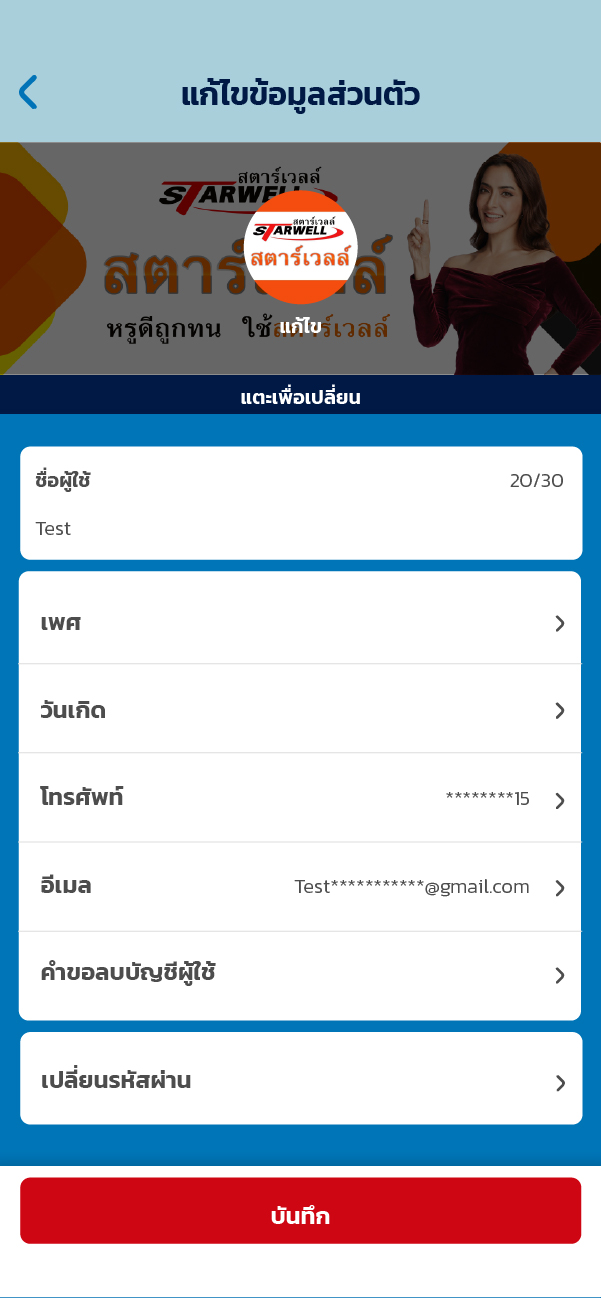 แก้ไขข้อมูลส่วนตัว
สตาร์เวลล์
STARWELL
สตาร์เวลล์
STARWELL
สตาร์เวลล์
สตาร์เวลล์
หรูดีถูกทน ใช้สตาร์เวลล์
แก้ไข
แตะเพื่อเปลี่ยน
ชื่อผู้ใช้ 20/30
Test
เพศ
วันเกิด
โทรศัพท์ ********15
อีเมล Test***********@gmail.com
คำขอลบบัญชีผู้ใช้
เปลี่ยนรหัสผ่าน
บันทึก